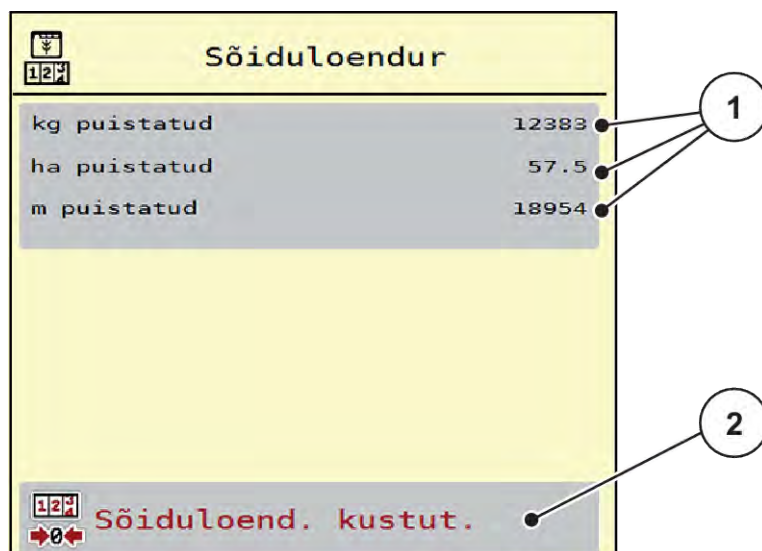 Sõiduloendur
kg puistatud 12383
ha puistatud 57.5
m puistatud 18954
1
Sõiduloend. kustut.
2